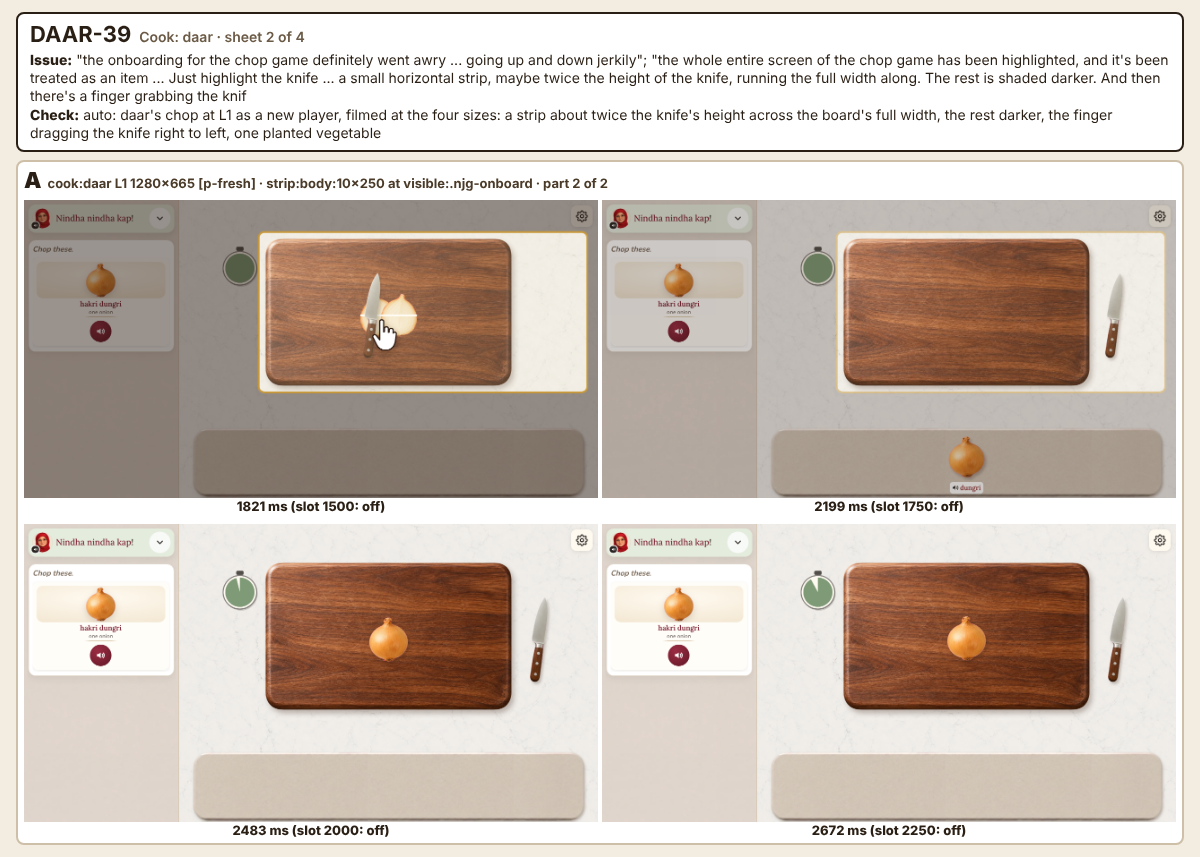 DAAR-39 Cook: daar · sheet 2 of 4
Issue: "the onboarding for the chop game definitely went awry ... going up and down jerkily"; "the whole entire screen of the chop game has been highlighted, and it's been
treated as an item ... Just highlight the knife ... a small horizontal strip, maybe twice the height of the knife, running the full width along. The rest is shaded darker. And then
there's a finger grabbing the knif
Check: auto: daar's chop at L1 as a new player, filmed at the four sizes: a strip about twice the knife's height across the board's full width, the rest darker, the finger
dragging the knife right to left, one planted vegetable
A cook:daar L1 1280×665 [p-fresh] · strip:body:10×250 at visible:.njg-onboard · part 2 of 2
Nindha nindha kap!
Chop these.
hakri dungri
one onion
1821 ms (slot 1500: off)
Nindha nindha kap!
Chop these.
hakri dungri
one onion
dungri
2199 ms (slot 1750: off)
Nindha nindha kap!
Chop these.
hakri dungri
one onion
2483 ms (slot 2000: off)
Nindha nindha kap!
Chop these.
hakri dungri
one onion
2672 ms (slot 2250: off)